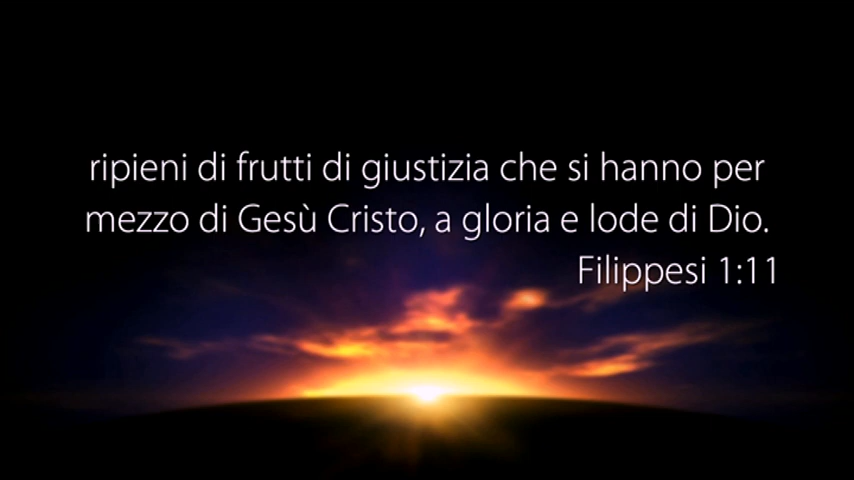 ripieni di frutti di giustizia che si hanno per
mezzo di Gesù Cristo, a gloria e lode di Dio.
Filippesi 1:11